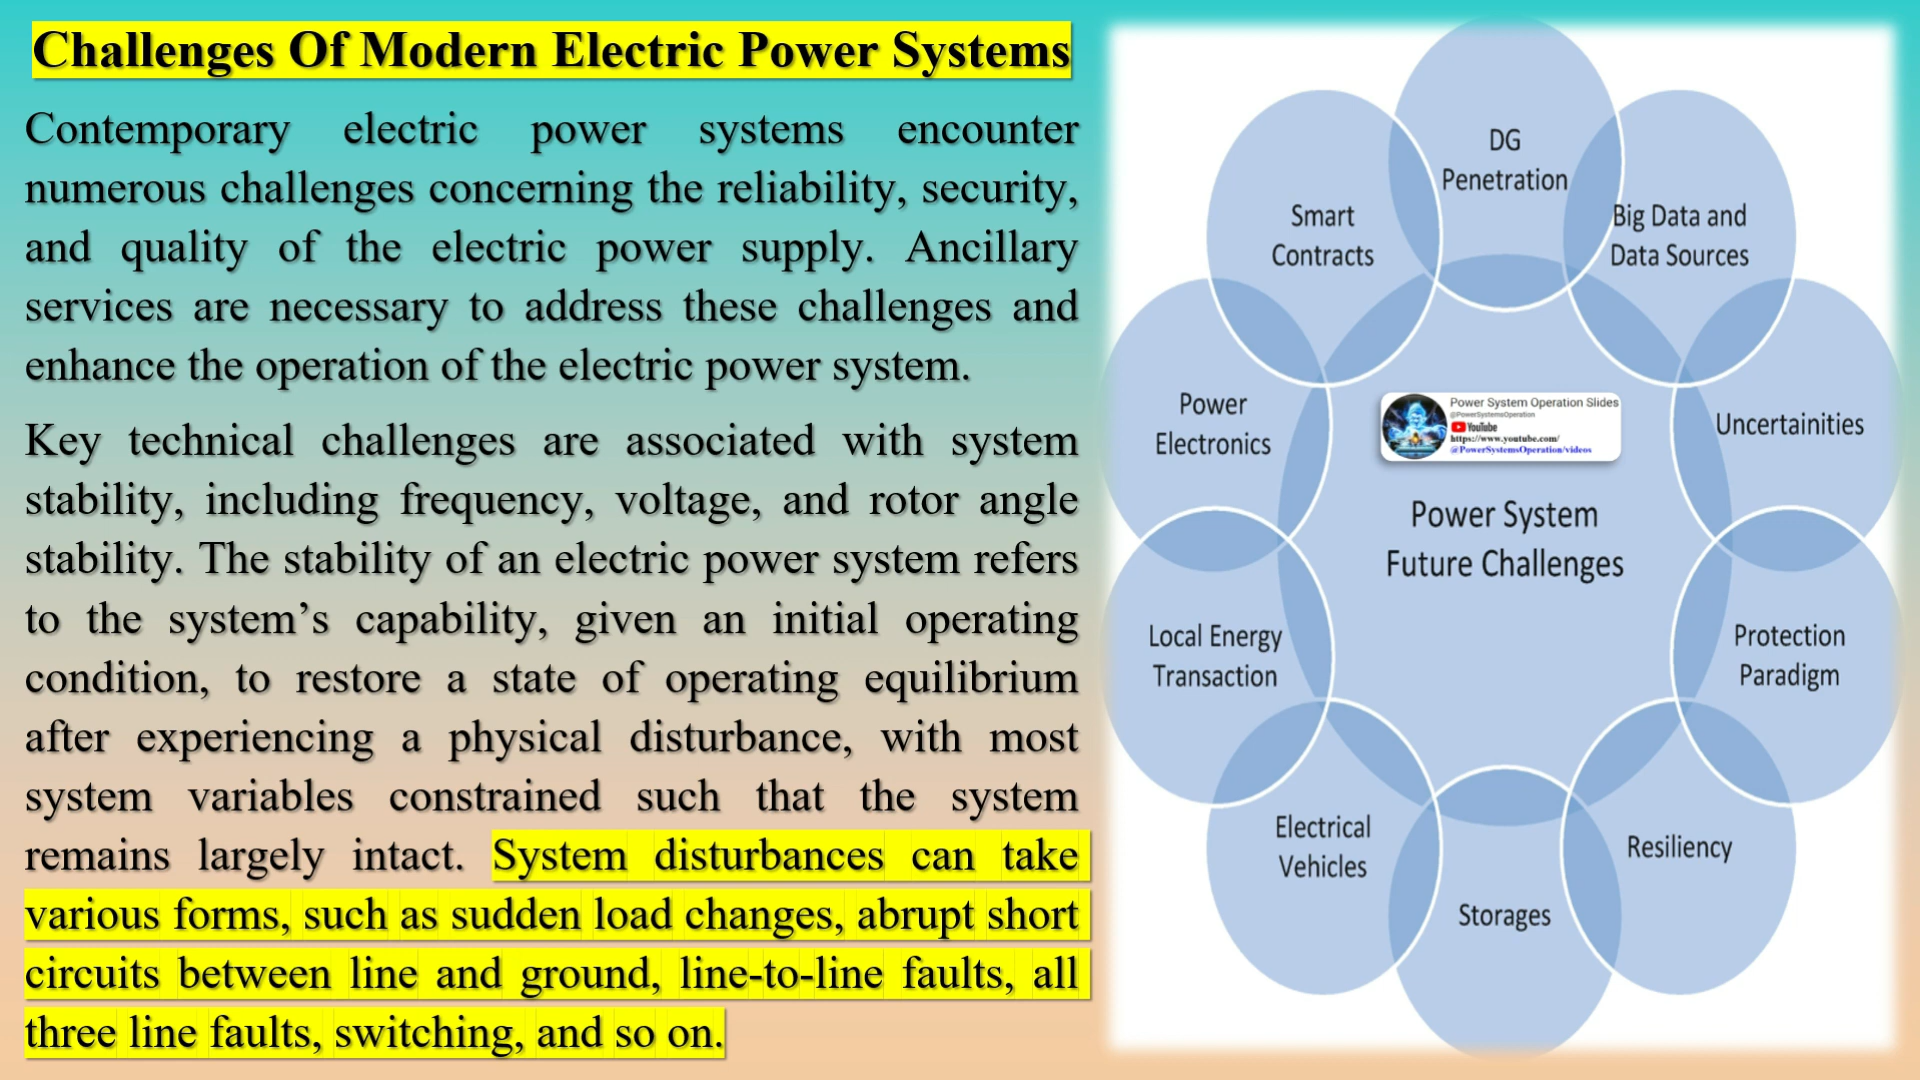 Challenges Of Modern Electric Power Systems
Contemporary electric power systems encounter
numerous challenges concerning the reliability, security,
and quality of the electric power supply. Ancillary
services are necessary to address these challenges and
enhance the operation of the electric power system.
Key technical challenges are associated with system
stability, including frequency, voltage, and rotor angle
stability. The stability of an electric power system refers
to the system’s capability, given an initial operating
condition, to restore a state of operating equilibrium
after experiencing a physical disturbance, with most
system variables constrained such that the system
remains largely intact. System disturbances can take
various forms, such as sudden load changes, abrupt short
circuits between line and ground, line-to-line faults, all
three line faults, switching, and so on.
DG
Penetration
Big Data and
Data Sources
Uncertainities
Protection
Paradigm
Resiliency
Storages
Electrical
Vehicles
Local Energy
Transaction
Power
Electronics
Smart
Contracts
Power System Operation Slides
@PowerSystemsOperation
YouTube
https://www.youtube.com/
@PowerSystemsOperation/videos
Power System
Future Challenges